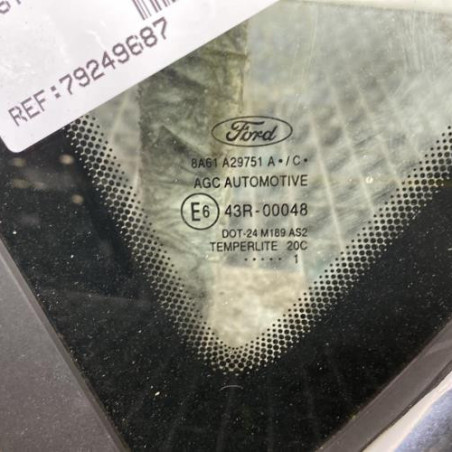 REF:79249687
Ford
8A61 A29751 A•/C•
AGC AUTOMOTIVE
E6 43R-00048
DOT-24 M189 AS2
TEMPERLITE 20C
••••• 1